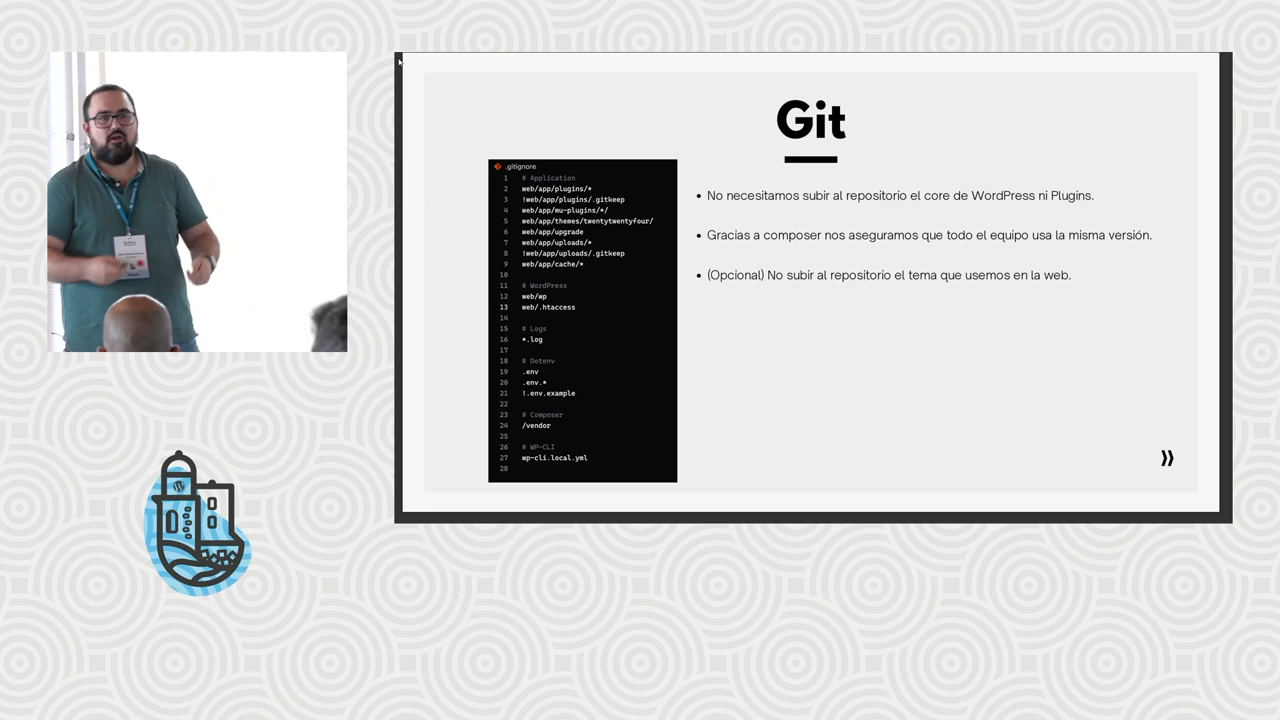 Git
.gitignore
1 # Application
2 web/app/plugins/*
3 !web/app/plugins/.gitkeep
4 web/app/mu-plugins/*/
5 web/app/themes/twentytwentyfour/
6 web/app/upgrade
7 web/app/uploads/*
8 !web/app/uploads/.gitkeep
9 web/app/cache/*
10
11 # WordPress
12 web/wp
13 web/.htaccess
14
15 # Logs
16 *.log
17
18 # Dotenv
19 .env
20 .env.*
21 !.env.example
22
23 # Composer
24 /vendor
25
26 # WP-CLI
27 wp-cli.local.yml
28
• No necesitamos subir al repositorio el core de WordPress ni Plugins.
• Gracias a composer nos aseguramos que todo el equipo usa la misma versión.
• (Opcional) No subir al repositorio el tema que usemos en la web.